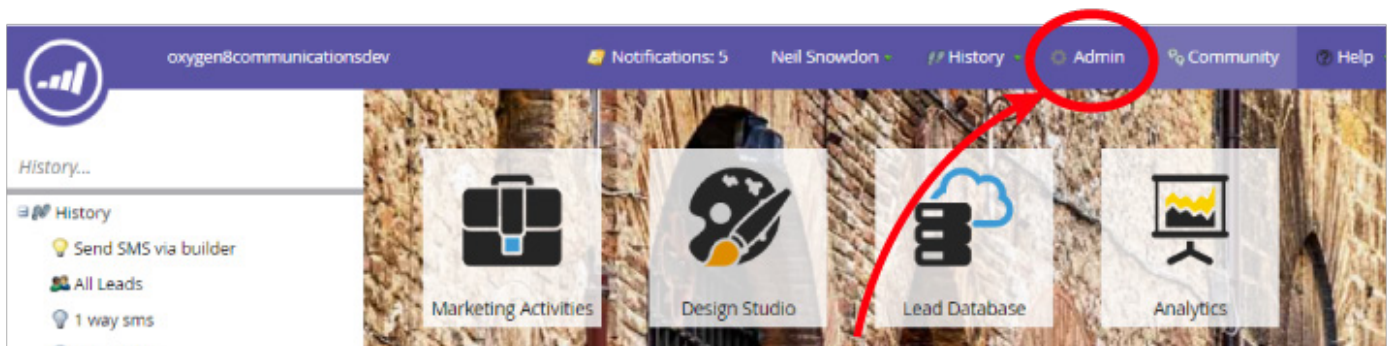 oxygen8communicationsdev
Notifications: 5
Neil Snowdon
History
Admin
Community
Help
History...
History
Send SMS via builder
All Leads
1 way sms
Marketing Activities
Design Studio
Lead Database
Analytics